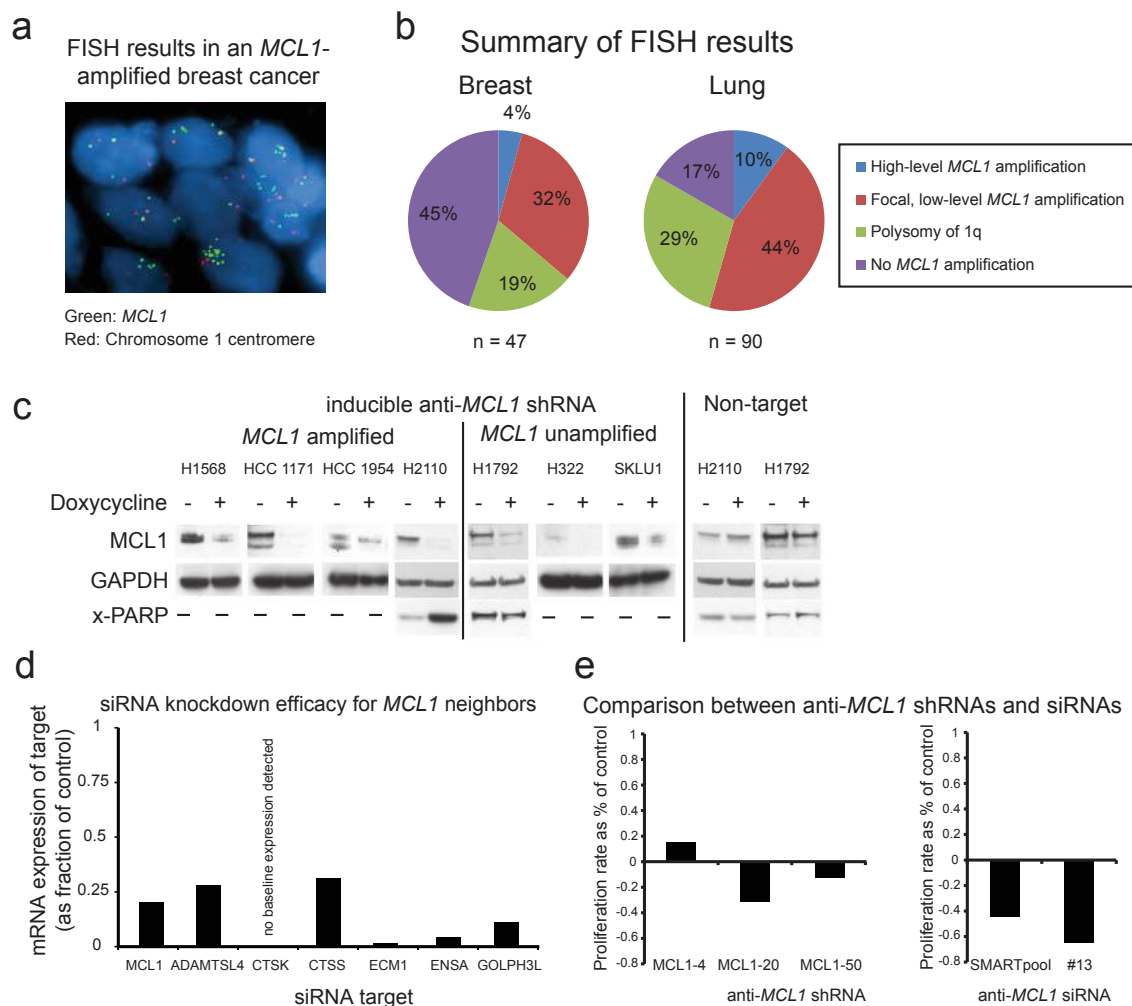 a
FISH results in an MCL1-
amplified breast cancer
Green: MCL1
Red: Chromosome 1 centromere
b
Summary of FISH results
Breast
4%
32%
19%
45%
n = 47
Lung
10%
44%
29%
17%
n = 90
High-level MCL1 amplification
Focal, low-level MCL1 amplification
Polysomy of 1q
No MCL1 amplification
c
inducible anti-MCL1 shRNA
Non-target
MCL1 amplified
MCL1 unamplified
H1568 HCC 1171 HCC 1954 H2110 H1792 H322 SKLU1 H2110 H1792
Doxycycline - + - + - + - + - + - + - + - + - +
MCL1
GAPDH
x-PARP – – – – – – – – – –
d
siRNA knockdown efficacy for MCL1 neighbors
mRNA expression of target
(as fraction of control)
1
0.75
0.5
0.25
0
no baseline expression detected
MCL1 ADAMTSL4 CTSK CTSS ECM1 ENSA GOLPH3L
siRNA target
e
Comparison between anti-MCL1 shRNAs and siRNAs
Proliferation rate as % of control
1
0.8
0.6
0.4
0.2
0
-0.2
-0.4
-0.6
-0.8
MCL1-4 MCL1-20 MCL1-50
anti-MCL1 shRNA
Proliferation rate as % of control
1
0.8
0.6
0.4
0.2
0
-0.2
-0.4
-0.6
-0.8
SMARTpool #13
anti-MCL1 siRNA